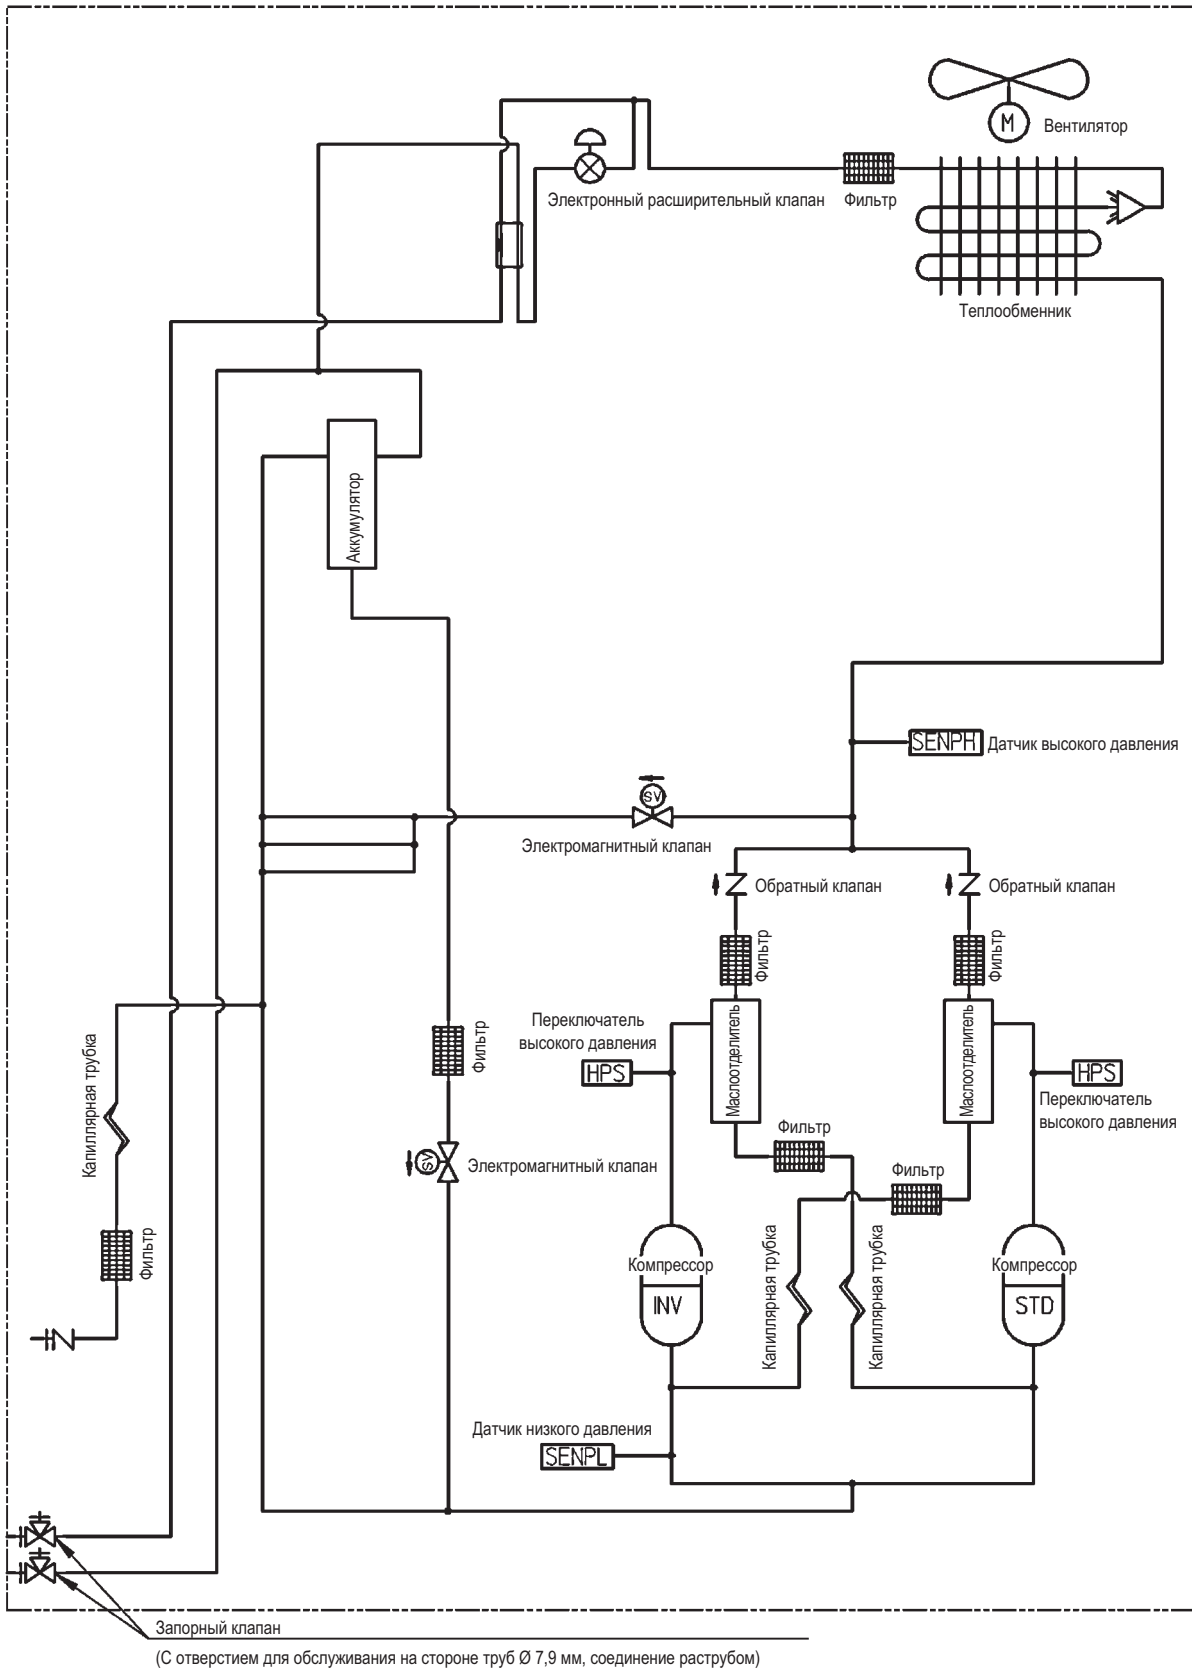 M
Вентилятор
Электронный расширительный клапан
Фильтр
Теплообменник
Аккумулятор
SENPH
Датчик высокого давления
SV
Электромагнитный клапан
Обратный клапан
Обратный клапан
Фильтр
Фильтр
Переключатель
высокого давления
HPS
Маслоотделитель
Маслоотделитель
HPS
Переключатель
высокого давления
Капиллярная трубка
Фильтр
Фильтр
SV
Электромагнитный клапан
Фильтр
Фильтр
Компрессор
INV
Капиллярная трубка
Капиллярная трубка
Компрессор
STD
Датчик низкого давления
SENPL
Запорный клапан
(С отверстием для обслуживания на стороне труб Ø 7,9 мм, соединение раструбом)